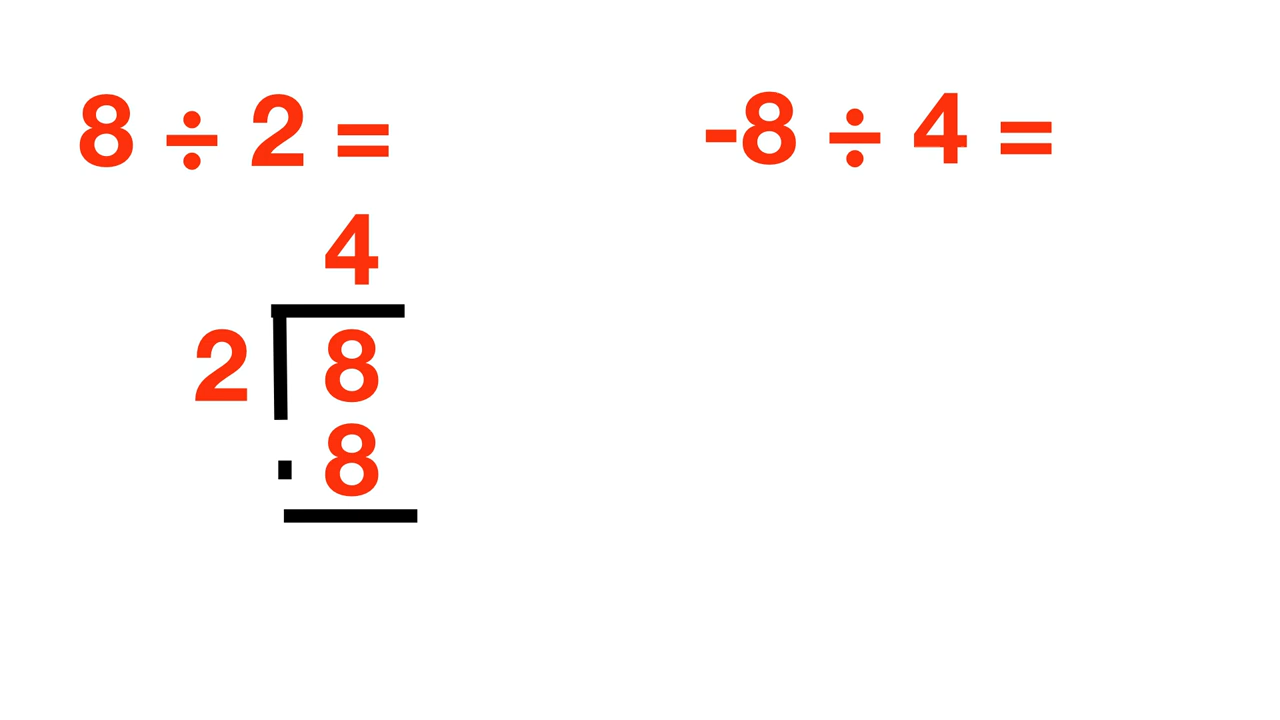 8 ÷ 2 =
4
2 8
8
-8 ÷ 4 =